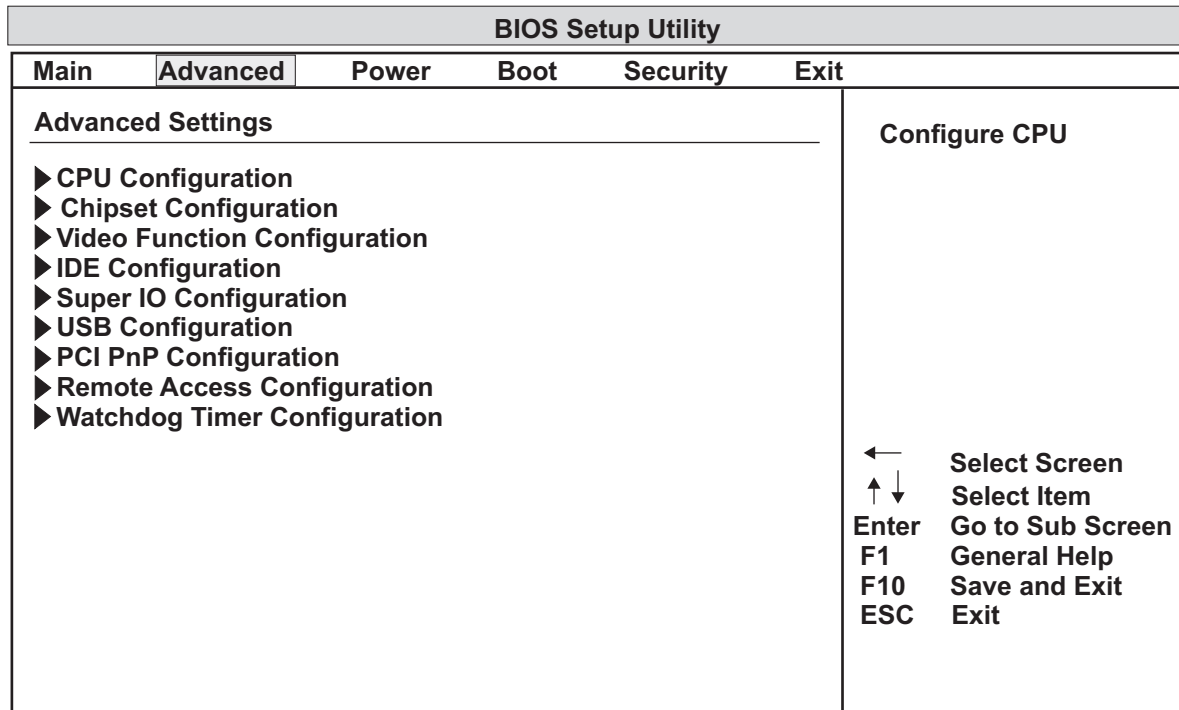 BIOS Setup Utility
Main Advanced Power Boot Security Exit
Advanced Settings
CPU Configuration
Chipset Configuration
Video Function Configuration
IDE Configuration
Super IO Configuration
USB Configuration
PCI PnP Configuration
Remote Access Configuration
Watchdog Timer Configuration
Configure CPU
← Select Screen
↑↓ Select Item
Enter Go to Sub Screen
F1 General Help
F10 Save and Exit
ESC Exit